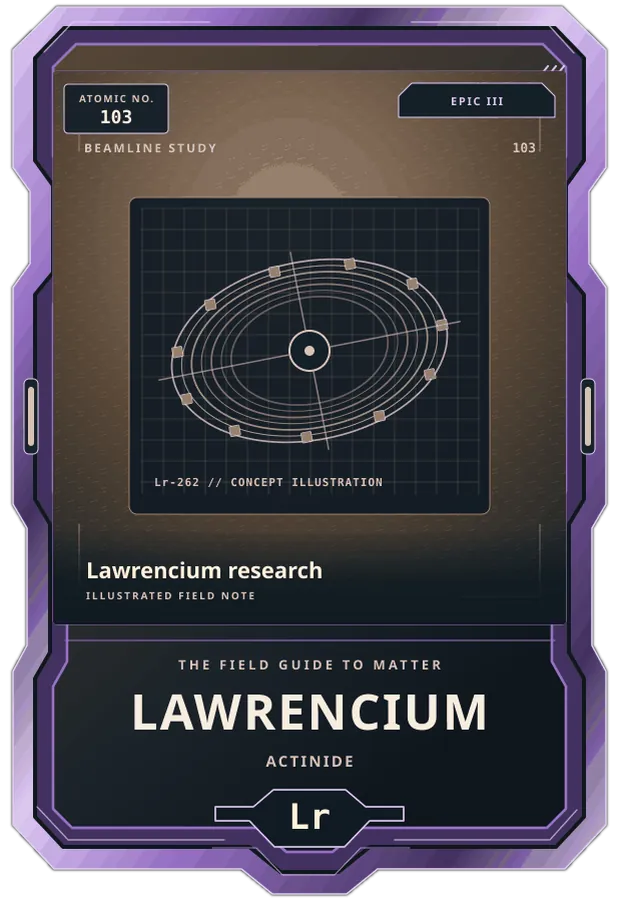 ATOMIC NO.
103
EPIC III
BEAMLINE STUDY
103
Lr-262 // CONCEPT ILLUSTRATION
Lawrencium research
ILLUSTRATED FIELD NOTE
THE FIELD GUIDE TO MATTER
LAWRENCIUM
ACTINIDE
Lr